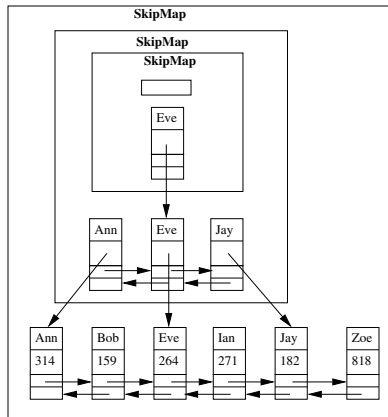 SkipMap
SkipMap
SkipMap
Eve
Ann Eve Jay
Ann Bob Eve Ian Jay Zoe
314 159 264 271 182 818